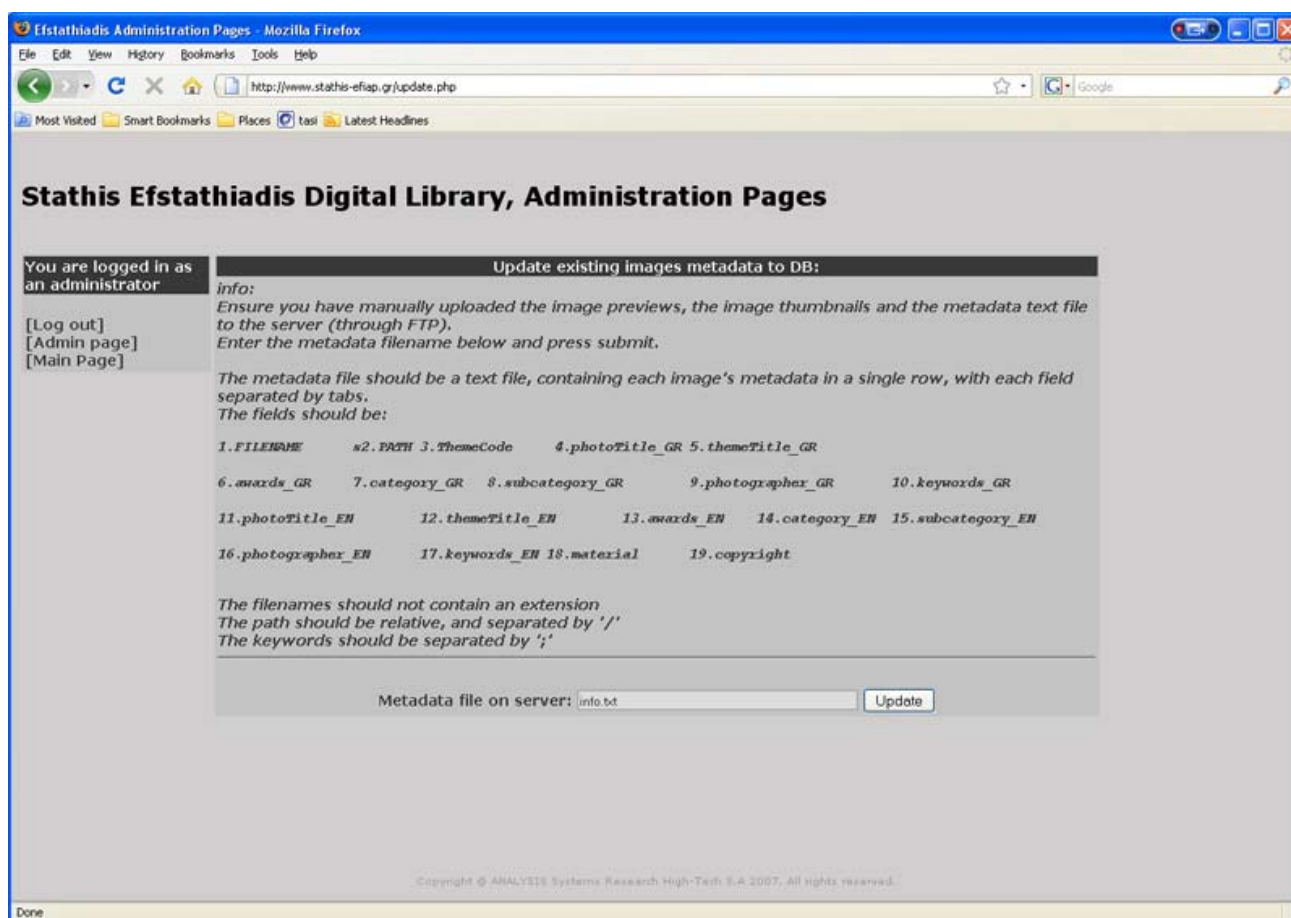 Efstathiadis Administration Pages - Mozilla Firefox
File Edit View History Bookmarks Tools Help
http://www.stathis-efiap.gr/update.php
Google
Most Visited Smart Bookmarks Places tasi Latest Headlines
Stathis Efstathiadis Digital Library, Administration Pages
You are logged in as
an administrator
[Log out]
[Admin page]
[Main Page]
Update existing images metadata to DB:
info:
Ensure you have manually uploaded the image previews, the image thumbnails and the metadata text file
to the server (through FTP).
Enter the metadata filename below and press submit.
The metadata file should be a text file, containing each image's metadata in a single row, with each field
separated by tabs.
The fields should be:
1.FILENAME s2.PATH 3.ThemeCode 4.photoTitle_GR 5.themeTitle_GR
6.awards_GR 7.category_GR 8.subcategory_GR 9.photographer_GR 10.keywords_GR
11.photoTitle_EN 12.themeTitle_EN 13.awards_EN 14.category_EN 15.subcategory_EN
16.photographer_EN 17.keywords_EN 18.material 19.copyright
The filenames should not contain an extension
The path should be relative, and separated by '/'
The keywords should be separated by ';'
Metadata file on server: info.txt Update
Copyright © ANALYSIS Systems Research High-Tech S.A 2007, All rights reserved.
Done